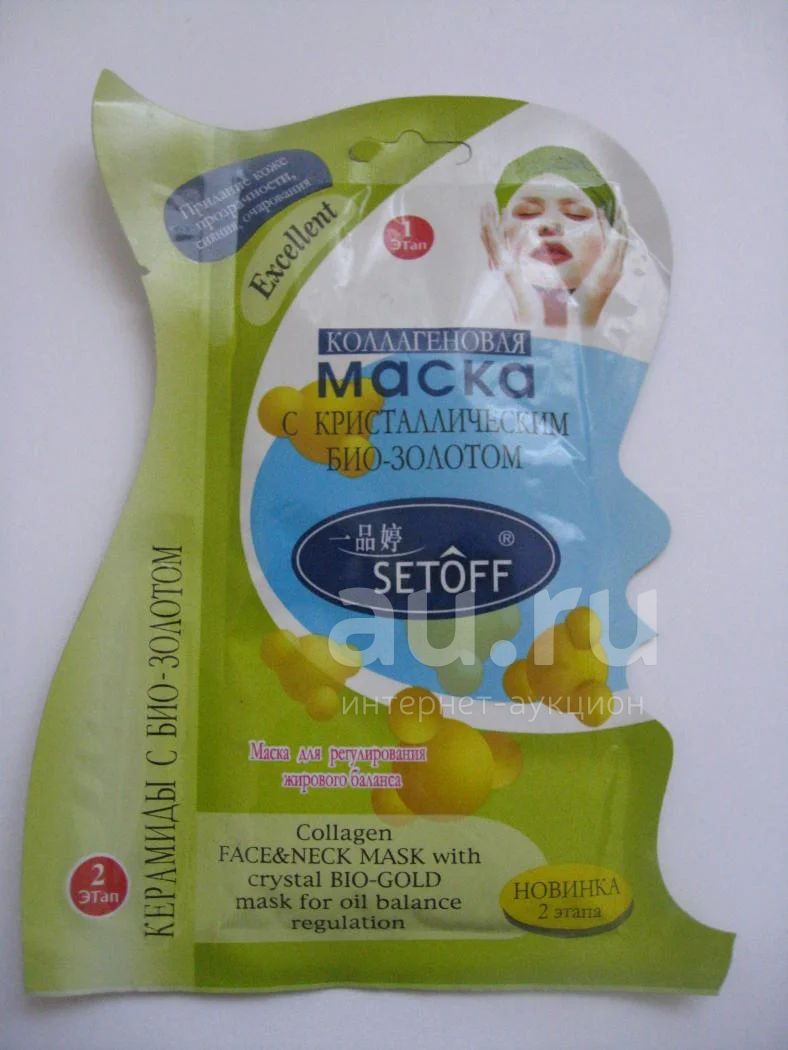 Придание коже
прозрачности,
сияния, очарования
Excellent
1
Этап
КОЛЛАГЕНОВАЯ
маска
С КРИСТАЛЛИЧЕСКИМ
БИО-ЗОЛОТОМ
一品婷
®
SETÔFF
au.ru
интернет-аукцион
Маска для регулирования
жирового баланса
КЕРАМИДЫ С БИО-ЗОЛОТОМ
2
Этап
Collagen
FACE&NECK MASK with
crystal BIO-GOLD
mask for oil balance
regulation
НОВИНКА
2 этапа